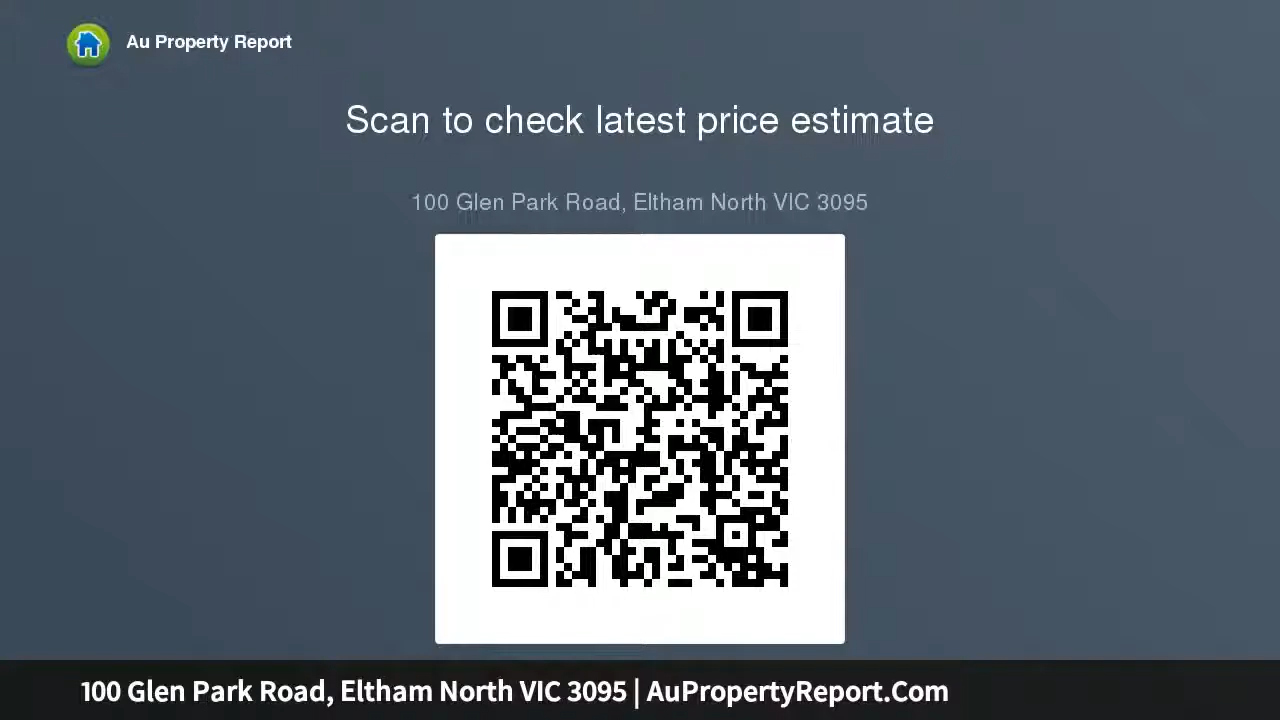 Au Property Report
Scan to check latest price estimate
100 Glen Park Road, Eltham North VIC 3095
100 Glen Park Road, Eltham North VIC 3095 | AuPropertyReport.Com